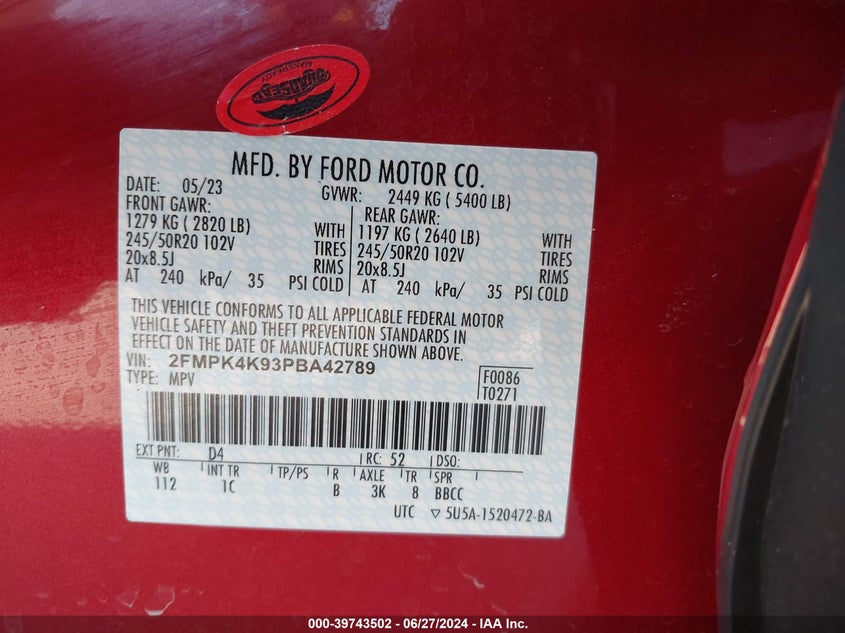 MAKEREADY
MFD. BY FORD MOTOR CO.
DATE: 05/23 GVWR: 2449 KG ( 5400 LB)
FRONT GAWR: REAR GAWR:
1279 KG ( 2820 LB) WITH 1197 KG ( 2640 LB) WITH
245/50R20 102V TIRES 245/50R20 102V TIRES
20x8.5J RIMS 20x8.5J RIMS
AT 240 kPa/ 35 PSI COLD AT 240 kPa/ 35 PSI COLD
THIS VEHICLE CONFORMS TO ALL APPLICABLE FEDERAL MOTOR
VEHICLE SAFETY AND THEFT PREVENTION STANDARDS IN
EFFECT ON THE DATE OF MANUFACTURE SHOWN ABOVE.
VIN: 2FMPK4K93PBA42789
TYPE: MPV
F0086
T0271
EXT PNT: D4 RC: 52 DSO:
WB INT TR TP/PS R AXLE TR SPR
112 1C B 3K 8 BBCC
UTC ▽ 5U5A-1520472-BA
000-39743502 - 06/27/2024 - IAA Inc.